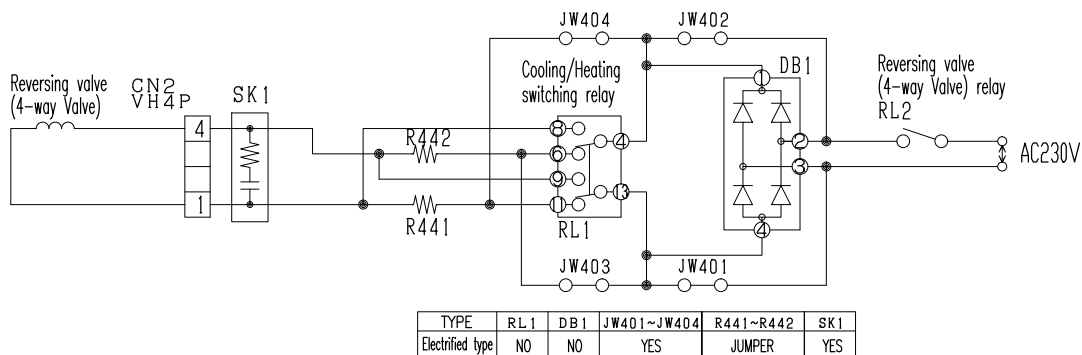 JW404
JW402
Reversing valve
(4-way Valve)
CN2
VH4P
SK1
Cooling/Heating
switching relay
DB1
Reversing valve
(4-way Valve) relay
RL2
4
1
R442
R441
8
6
9
11
4
13
RL1
1
2
3
4
AC230V
JW403
JW401
TYPE RL1 DB1 JW401~JW404 R441~R442 SK1
Electrified type NO NO YES JUMPER YES